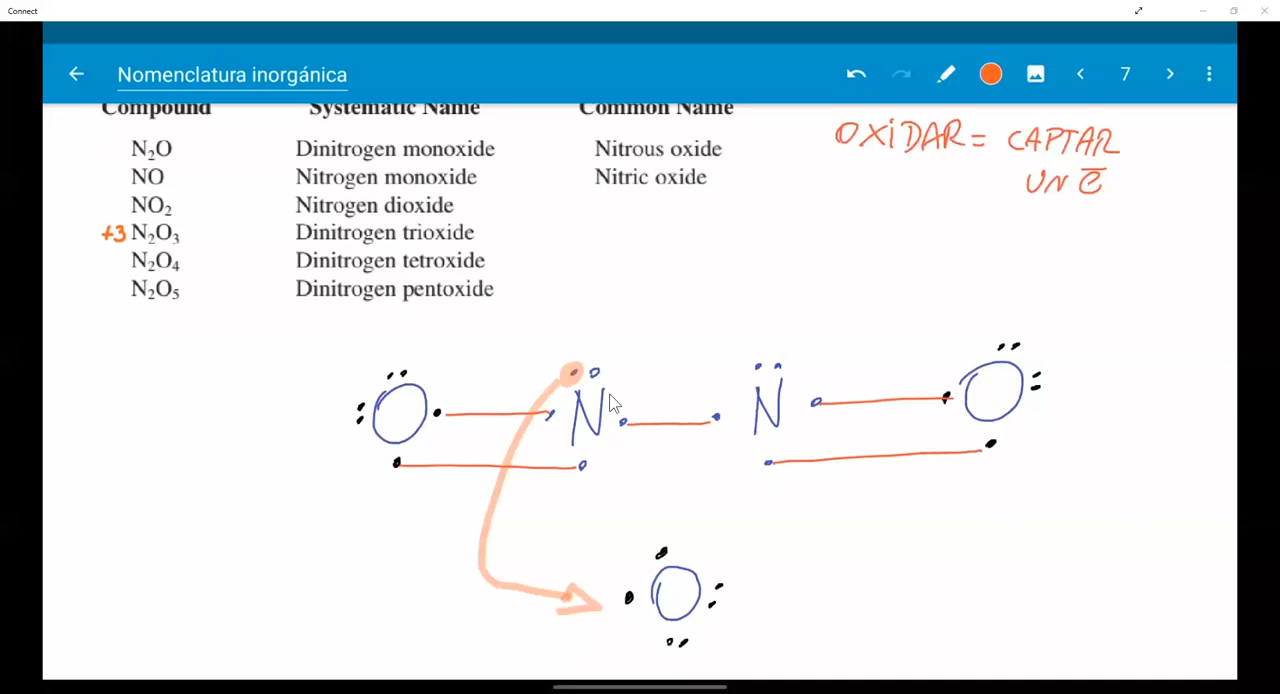 Connect
Nomenclatura inorgánica
7
Compound Systematic Name Common Name
N₂O Dinitrogen monoxide Nitrous oxide
NO Nitrogen monoxide Nitric oxide
NO₂ Nitrogen dioxide
+3 N₂O₃ Dinitrogen trioxide
N₂O₄ Dinitrogen tetroxide
N₂O₅ Dinitrogen pentoxide
OXIDAR = CAPTAR
UN ē
O N N O
O